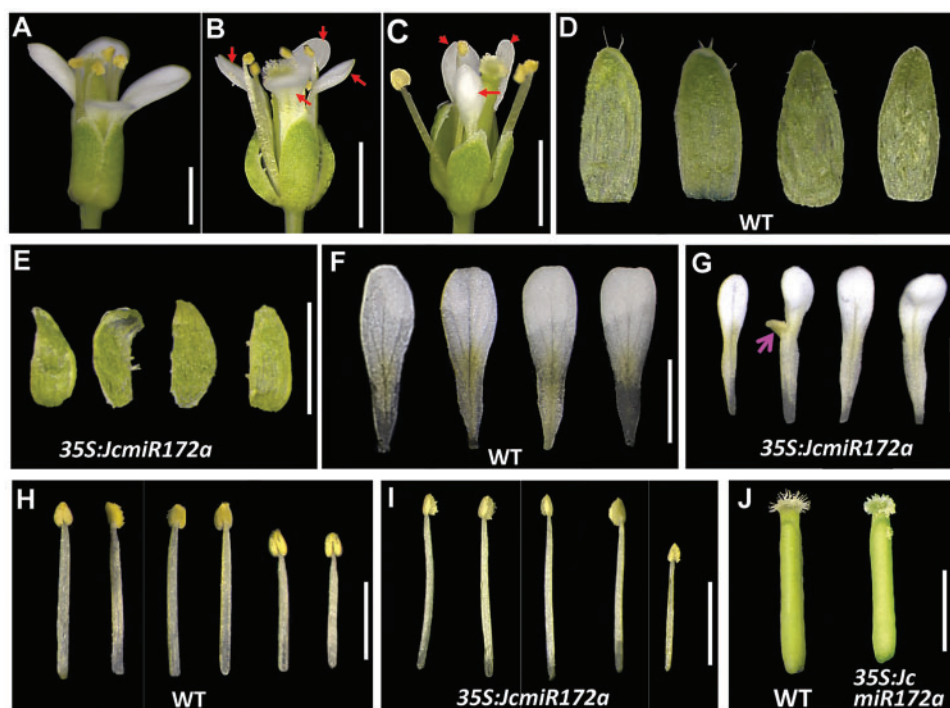 A
B
C
D
WT
E
35S:JcmiR172a
F
WT
G
35S:JcmiR172a
H
WT
I
35S:JcmiR172a
J
WT
35S:Jc
miR172a